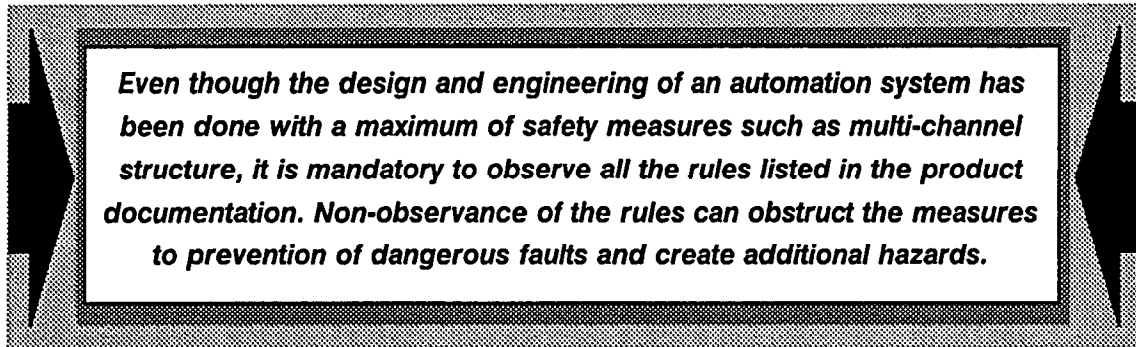 Even though the design and engineering of an automation system has
been done with a maximum of safety measures such as multi-channel
structure, it is mandatory to observe all the rules listed in the product
documentation. Non-observance of the rules can obstruct the measures
to prevention of dangerous faults and create additional hazards.